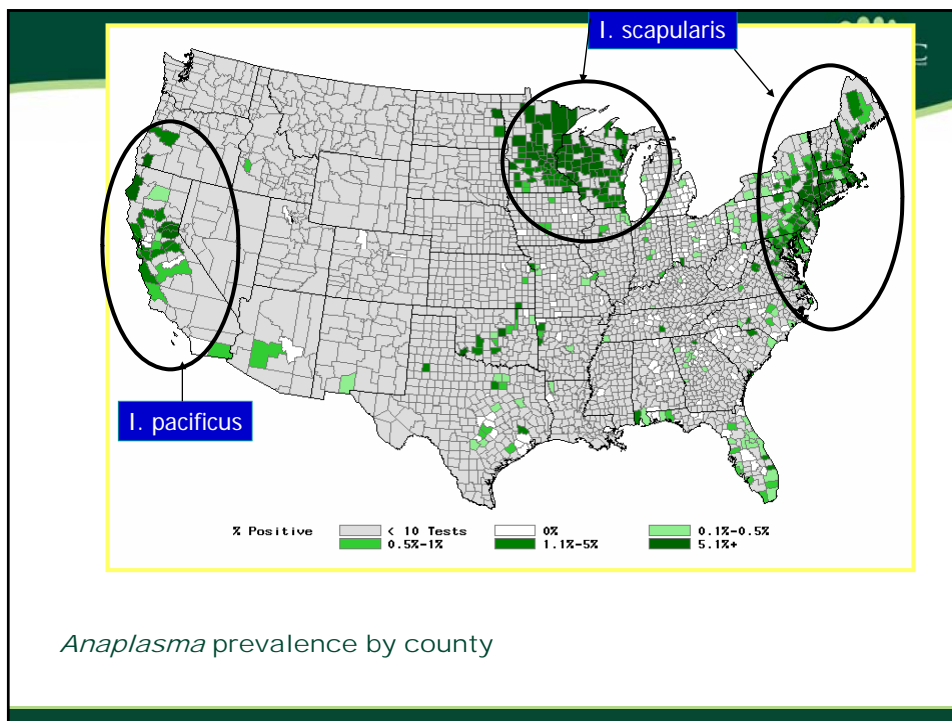 I. scapularis
C
I. pacificus
% Positive < 10 Tests 0% 0.1%-0.5%
0.5%-1% 1.1%-5% 5.1%+
Anaplasma prevalence by county